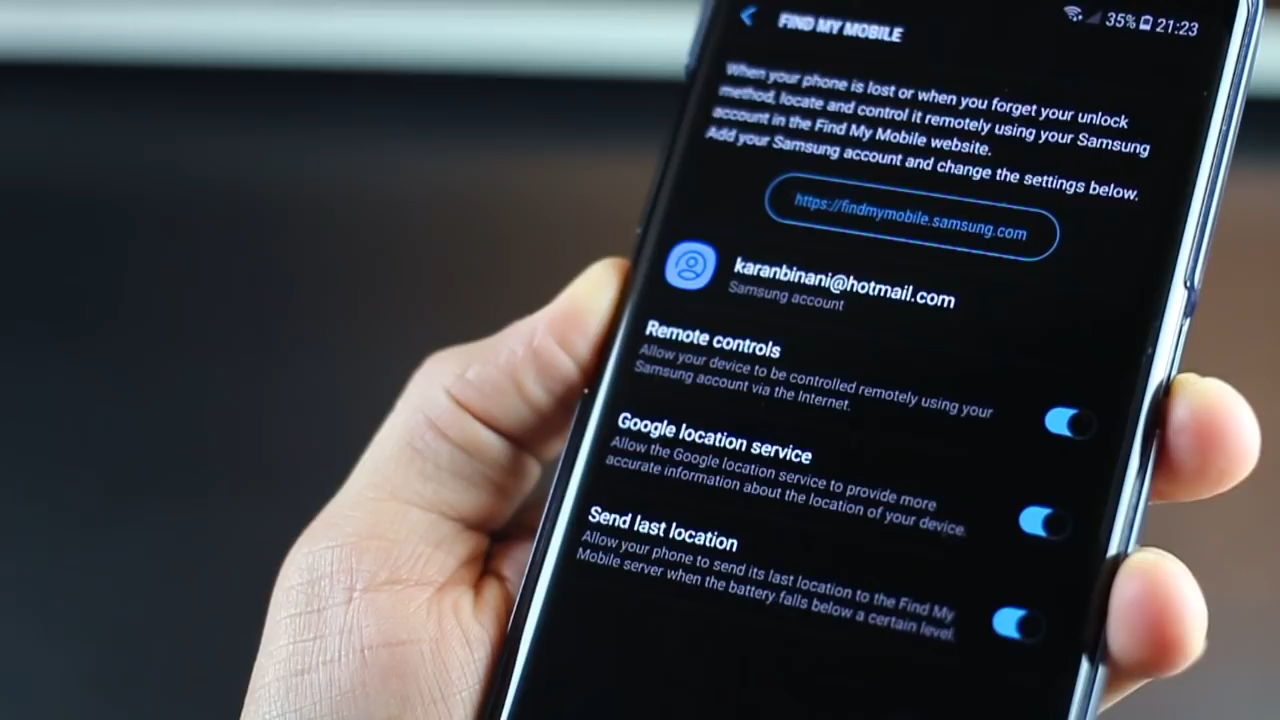 35% 21:23
FIND MY MOBILE
When your phone is lost or when you forget your unlock
method, locate and control it remotely using your Samsung
account in the Find My Mobile website.
Add your Samsung account and change the settings below.
https://findmymobile.samsung.com
karanbinani@hotmail.com
Samsung account
Remote controls
Allow your device to be controlled remotely using your
Samsung account via the Internet.
Google location service
Allow the Google location service to provide more
accurate information about the location of your device.
Send last location
Allow your phone to send its last location to the Find My
Mobile server when the battery falls below a certain level.